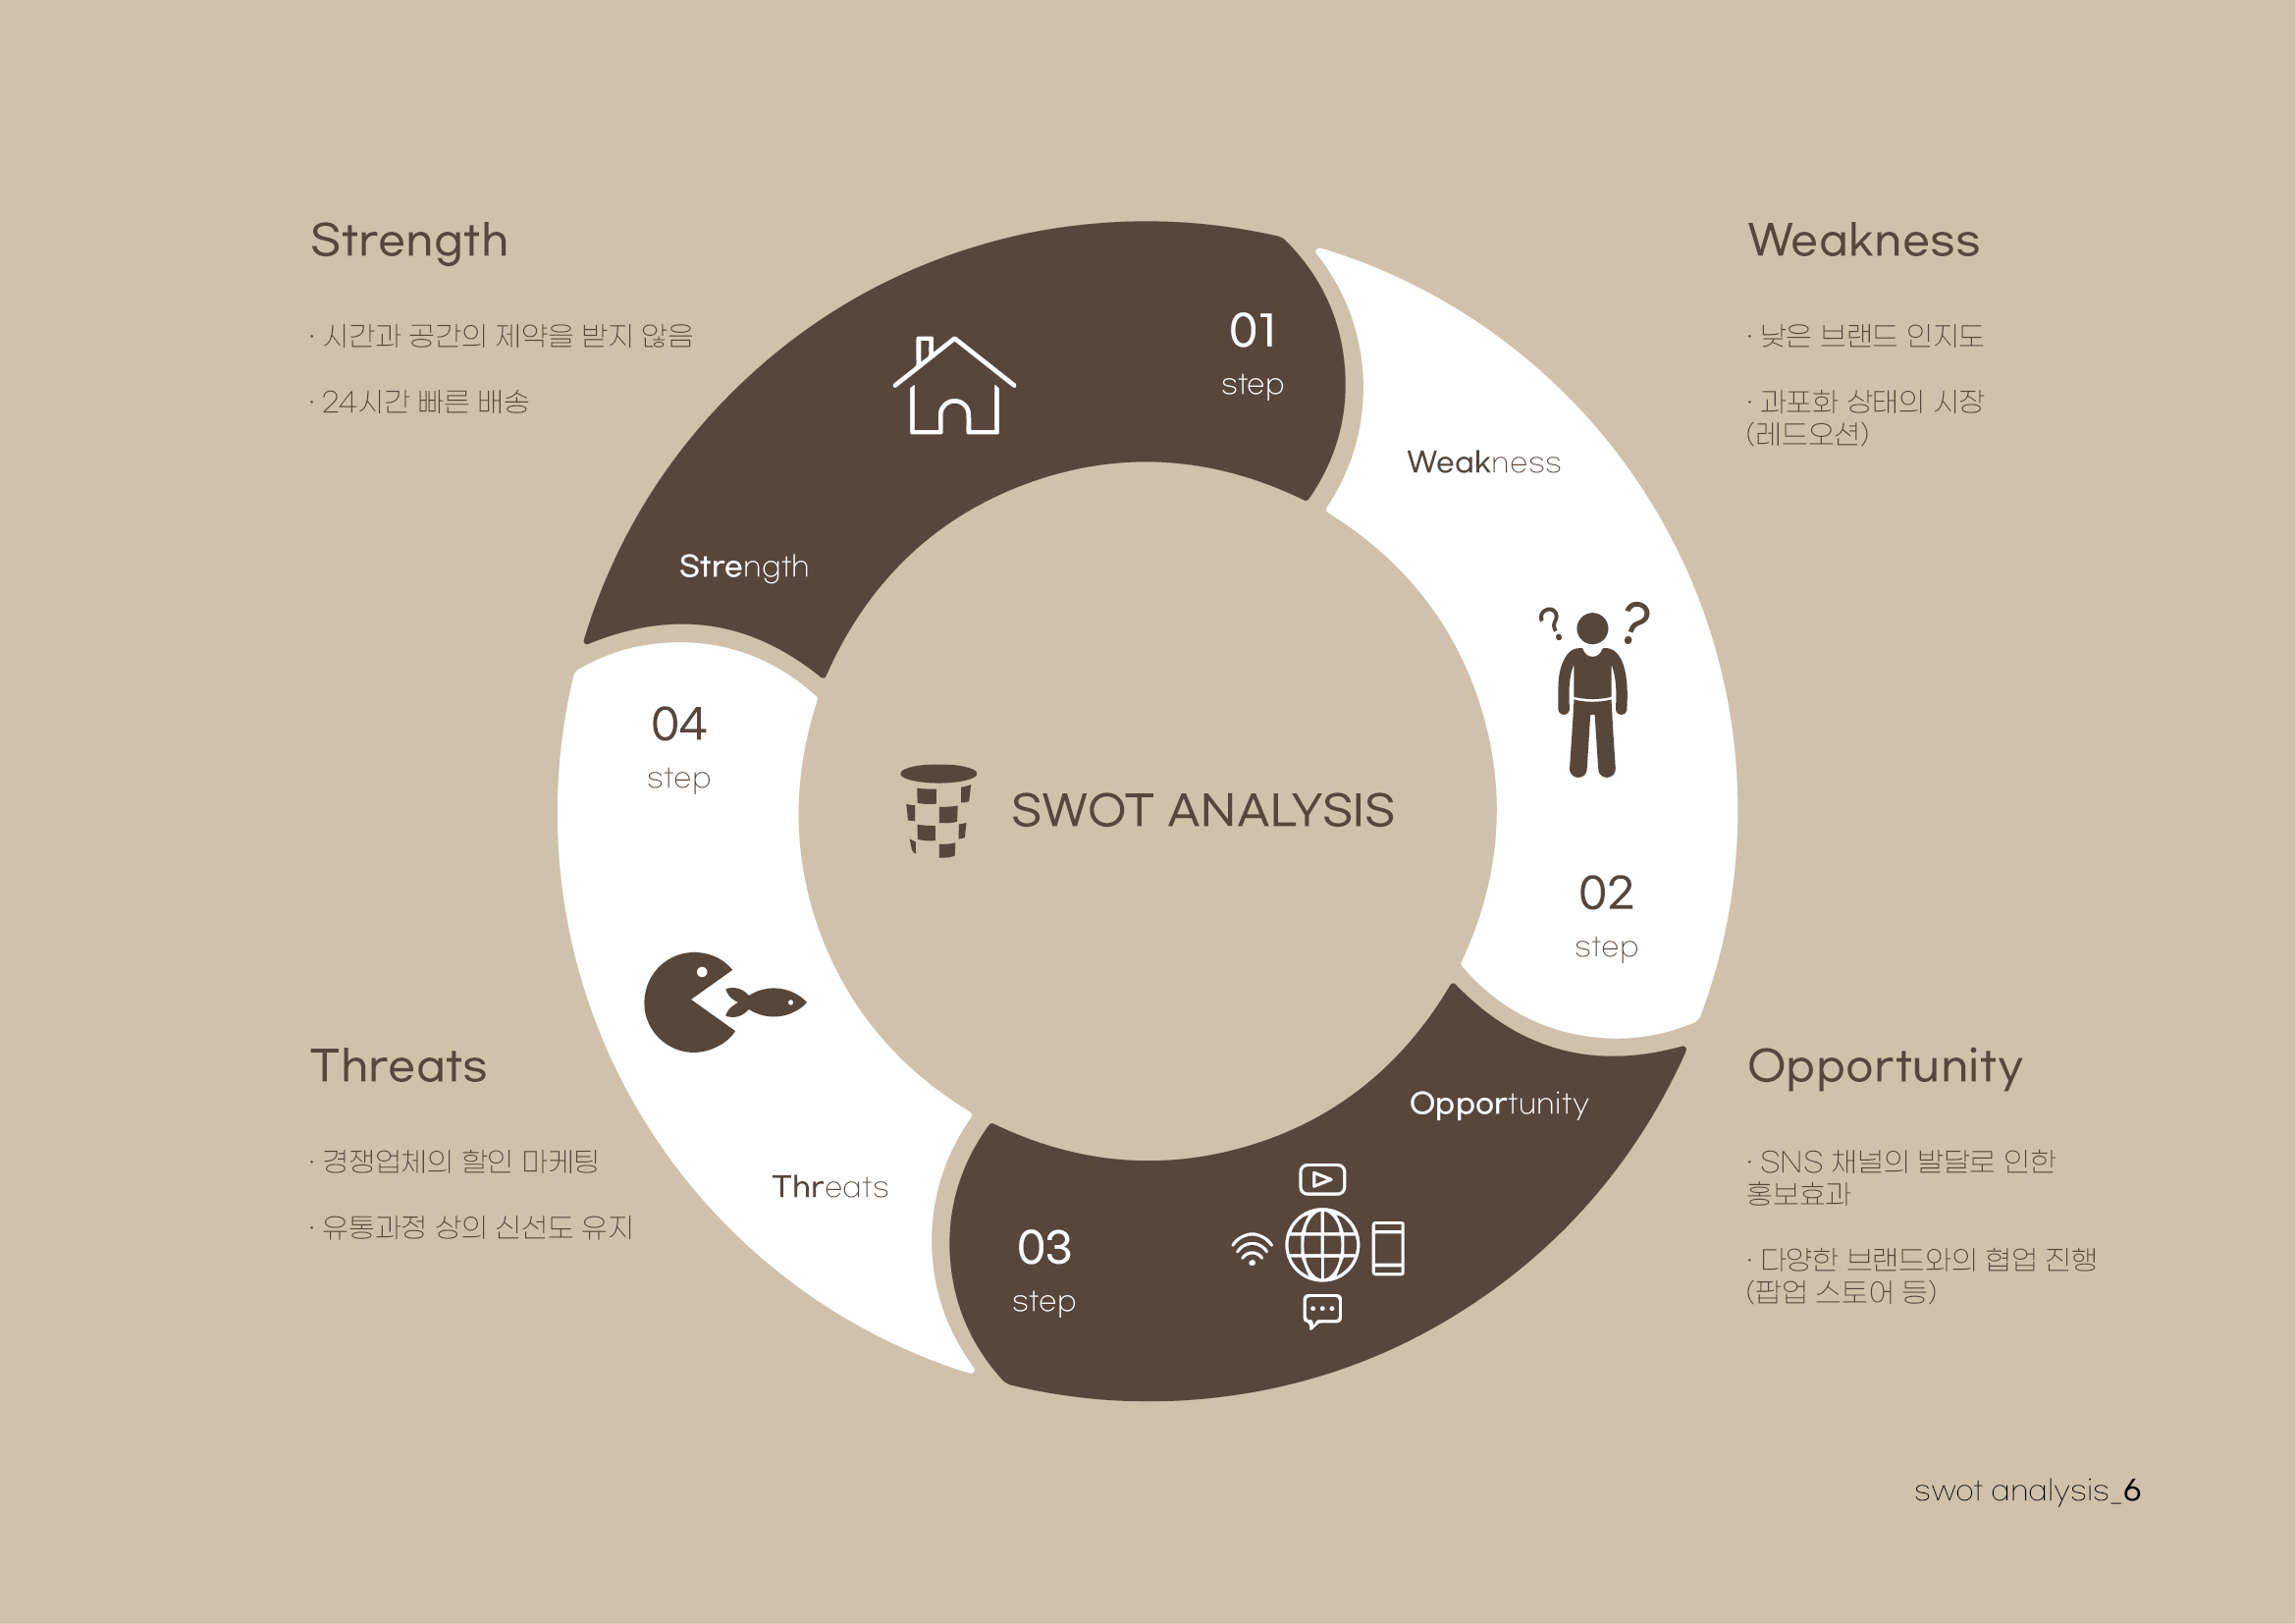 Strength
· 시간과 공간의 제약을 받지 않음
· 24시간 빠른 배송
Weakness
· 낮은 브랜드 인지도
· 과포화 상태의 시장
(레드오션)
01
step
Strength
Weakness
02
step
04
step
SWOT ANALYSIS
Threats
· 경쟁업체의 할인 마케팅
· 유통과정 상의 신선도 유지
Threats
Opportunity
03
step
Opportunity
· SNS 채널의 발달로 인한
홍보효과
· 다양한 브랜드와의 협업 진행
(팝업 스토어 등)
swot analysis_6